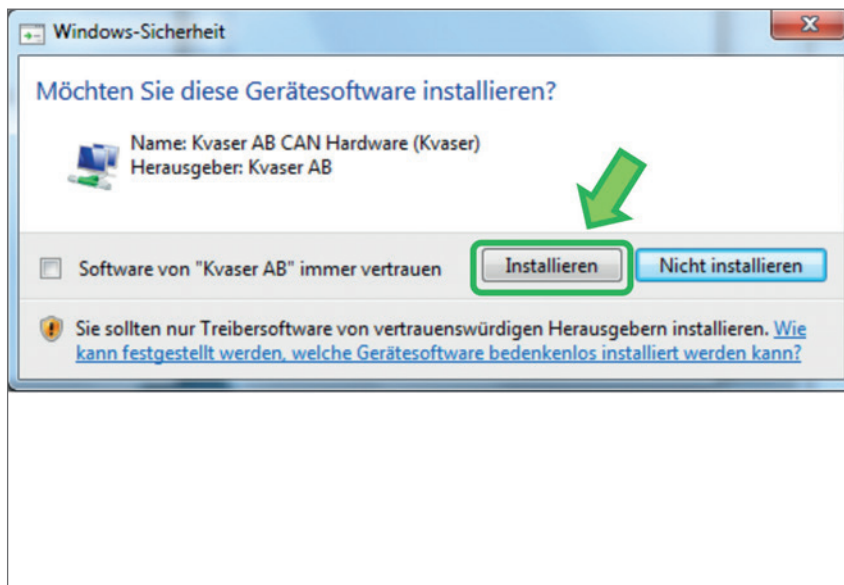 Windows-Sicherheit
Möchten Sie diese Gerätesoftware installieren?
Name: Kvaser AB CAN Hardware (Kvaser)
Herausgeber: Kvaser AB
Software von "Kvaser AB" immer vertrauen
Installieren
Nicht installieren
Sie sollten nur Treibersoftware von vertrauenswürdigen Herausgebern installieren. Wie
kann festgestellt werden, welche Gerätesoftware bedenkenlos installiert werden kann?